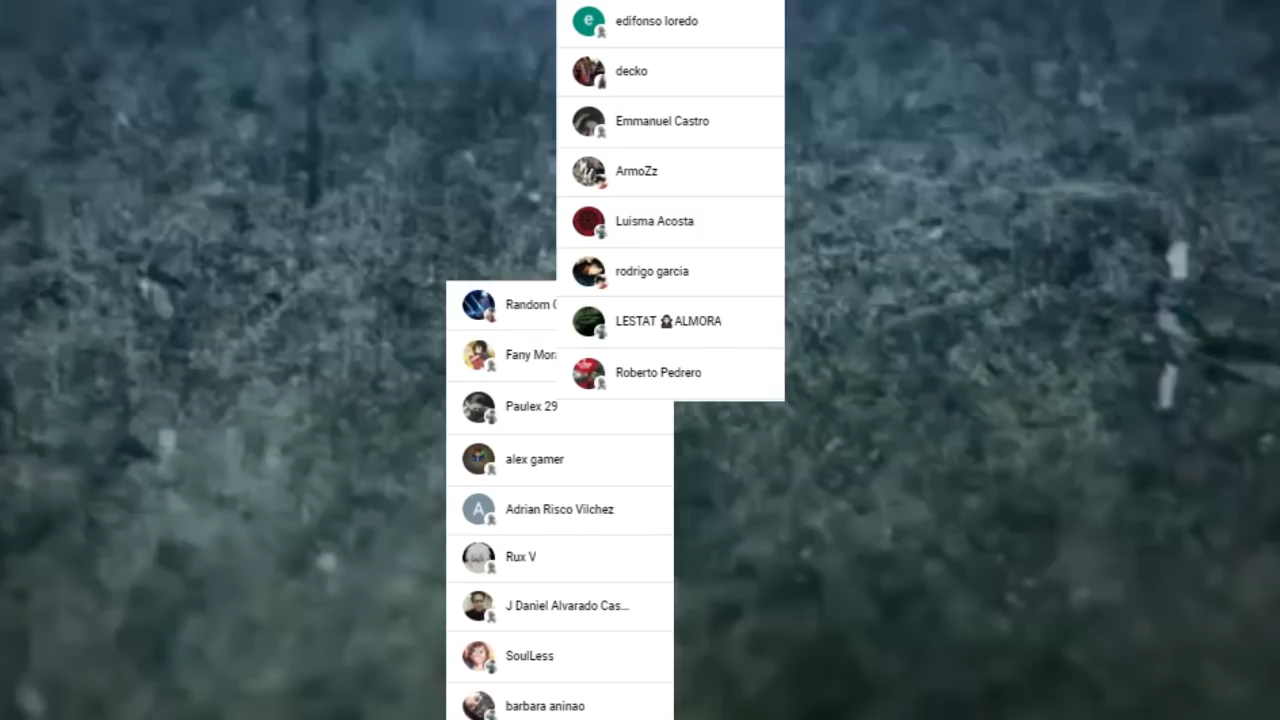 e
edifonso loredo
decko
Emmanuel Castro
ArmoZz
Luisma Acosta
rodrigo garcia
LESTAT ALMORA
Roberto Pedrero
Random
Fany
Paulex 29
alex gamer
A
Adrian Risco Vilchez
Rux V
J Daniel Alvarado Cas...
SoulLess
barbara aninao